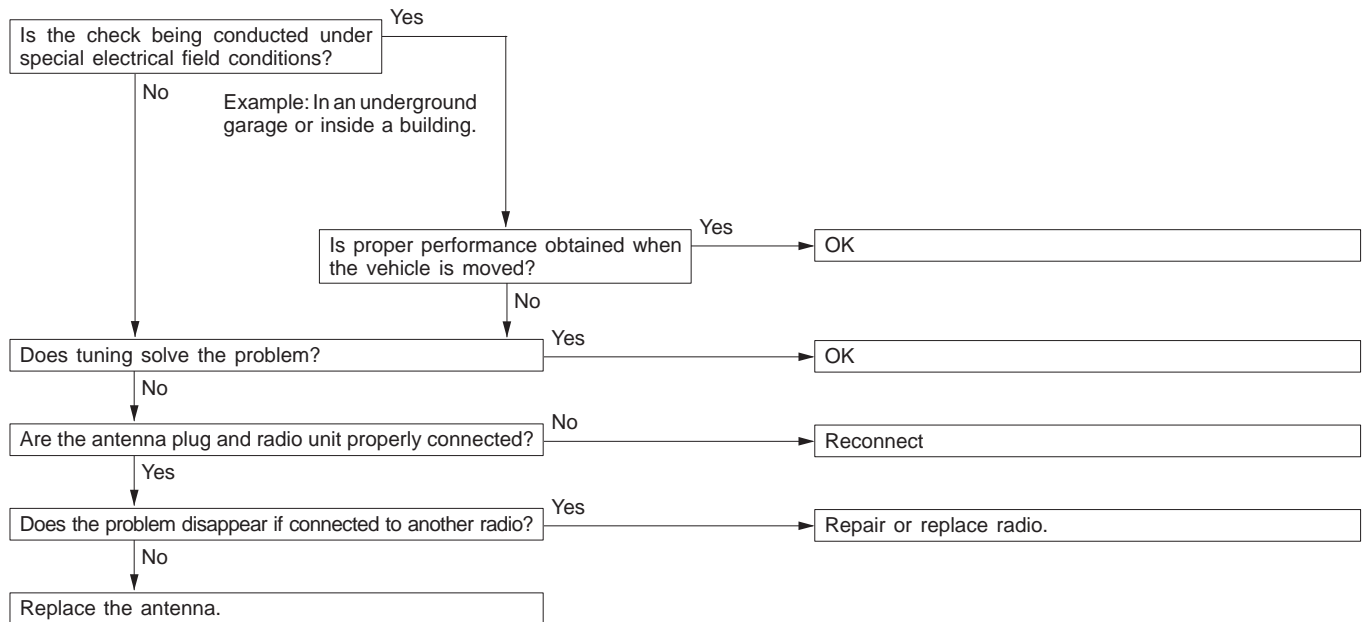 Yes
Is the check being conducted under
special electrical field conditions?
No
Example: In an underground
garage or inside a building.
Yes
Is proper performance obtained when
the vehicle is moved?
OK
No
Does tuning solve the problem?
Yes
OK
No
Are the antenna plug and radio unit properly connected?
No
Reconnect
Yes
Does the problem disappear if connected to another radio?
Yes
Repair or replace radio.
No
Replace the antenna.